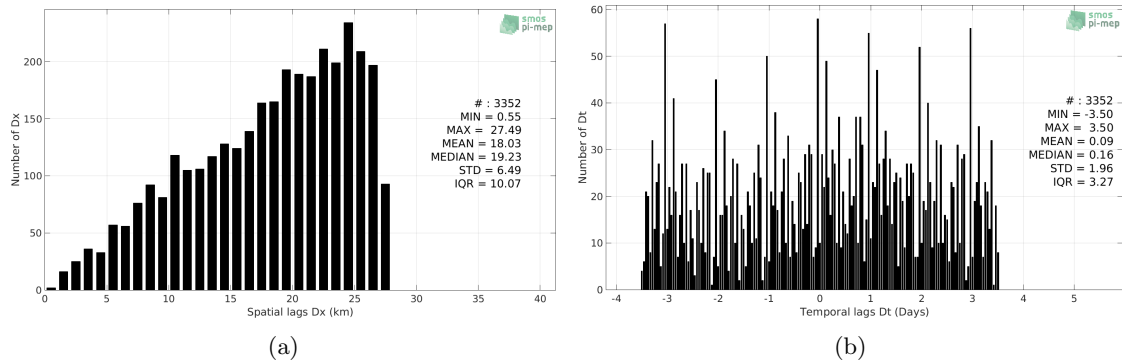 smos
pi-mep
200
150
100
50
0
Number of Dx
# : 3352
MIN = 0.55
MAX = 27.49
MEAN = 18.03
MEDIAN = 19.23
STD = 6.49
IQR = 10.07
0 5 10 15 20 25 30 35 40
Spatial lags Dx (km)
(a)
smos
pi-mep
60
50
40
30
20
10
0
Number of Dt
# : 3352
MIN = -3.50
MAX = 3.50
MEAN = 0.09
MEDIAN = 0.16
STD = 1.96
IQR = 3.27
-4 -3 -2 -1 0 1 2 3 4 5
Temporal lags Dt (Days)
(b)